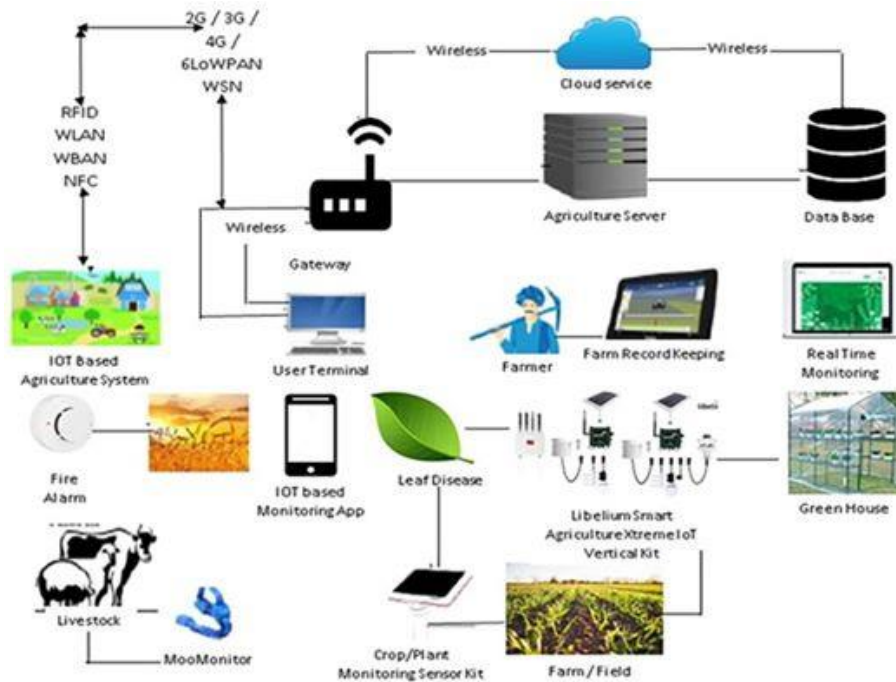 2G / 3G /
4G /
6LoWPAN
WSN
RFID
WLAN
WBAN
NFC
Wireless
Wireless
Cloud service
Agriculture Server
Data Base
Wireless
Gateway
IOT Based
Agriculture System
User Terminal
Farmer
Farm Record Keeping
Real Time
Monitoring
Fire
Alarm
IOT based
Monitoring App
Leaf Disease
Libelium Smart
Agriculture Xtreme IoT
Vertical Kit
Green House
Livestock
MooMonitor
Crop/Plant
Monitoring Sensor Kit
Farm / Field